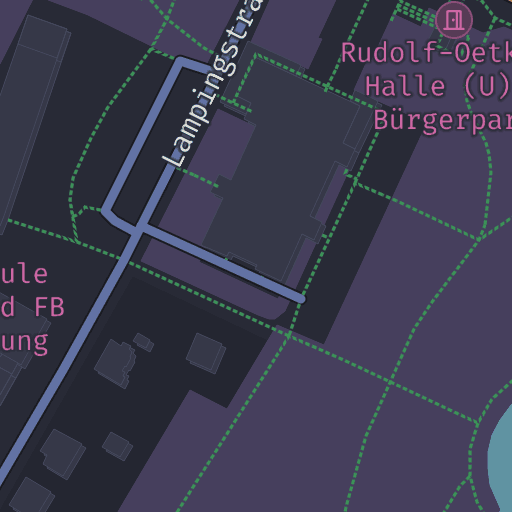 Lampingstra
Rudolf-Oetk
Halle (U)
Bürgerpar
ule
d FB
ung